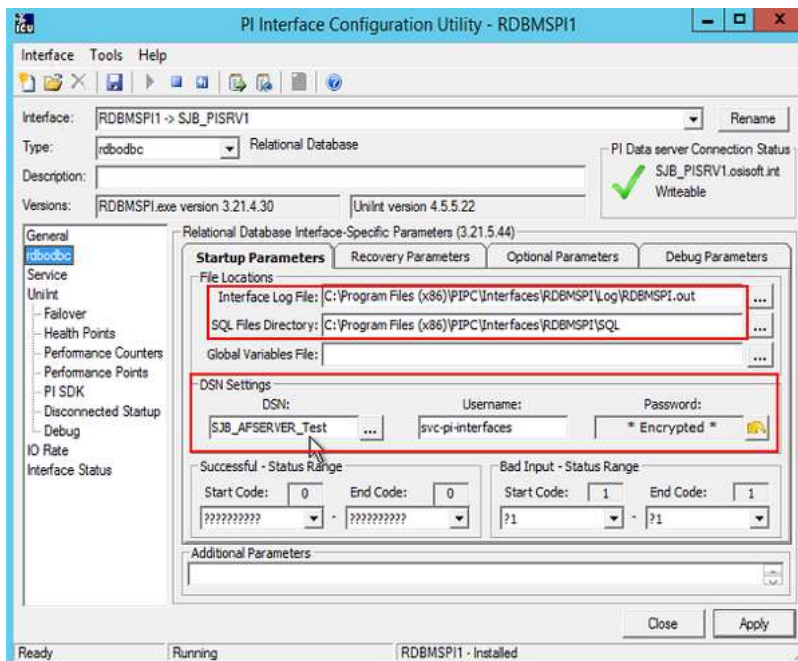 PI Interface Configuration Utility - RDBMSPI1
Interface Tools Help
Interface: RDBMSPI1 -> SJB_PISRV1 Rename
Type: rdbodbc Relational Database
PI Data server Connection Status
SJB_PISRV1.osisoft.int
Writeable
Description:
Versions: RDBMSPI.exe version 3.21.4.30 UniInt version 4.5.5.22
General
rdbodbc
Service
UniInt
Failover
Health Points
Performance Counters
Performance Points
PI SDK
Disconnected Startup
Debug
IO Rate
Interface Status
Relational Database Interface-Specific Parameters (3.21.5.44)
Startup Parameters Recovery Parameters Optional Parameters Debug Parameters
File Locations
Interface Log File: C:\Program Files (x86)\PIPC\Interfaces\RDBMSPI\Log\RDBMSPI.out ...
SQL Files Directory: C:\Program Files (x86)\PIPC\Interfaces\RDBMSPI\SQL ...
Global Variables File: ...
DSN Settings
DSN: Username: Password:
SJB_AFSERVER_Test ... svc-pi-interfaces * Encrypted *
Successful - Status Range
Start Code: 0 End Code: 0
?????????? - ??????????
Bad Input - Status Range
Start Code: 1 End Code: 1
?1 - ?1
Additional Parameters
Close Apply
Ready Running RDBMSPI1 - Installed